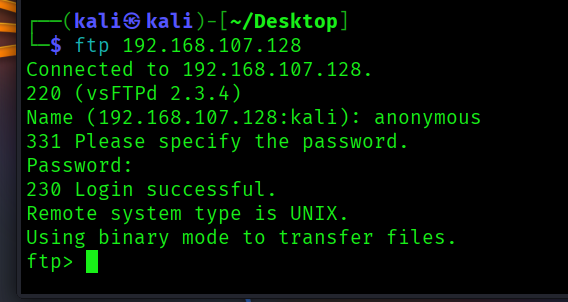 ┌──(kali㉿kali)-[~/Desktop]
└─$ ftp 192.168.107.128
Connected to 192.168.107.128.
220 (vsFTPd 2.3.4)
Name (192.168.107.128:kali): anonymous
331 Please specify the password.
Password:
230 Login successful.
Remote system type is UNIX.
Using binary mode to transfer files.
ftp>